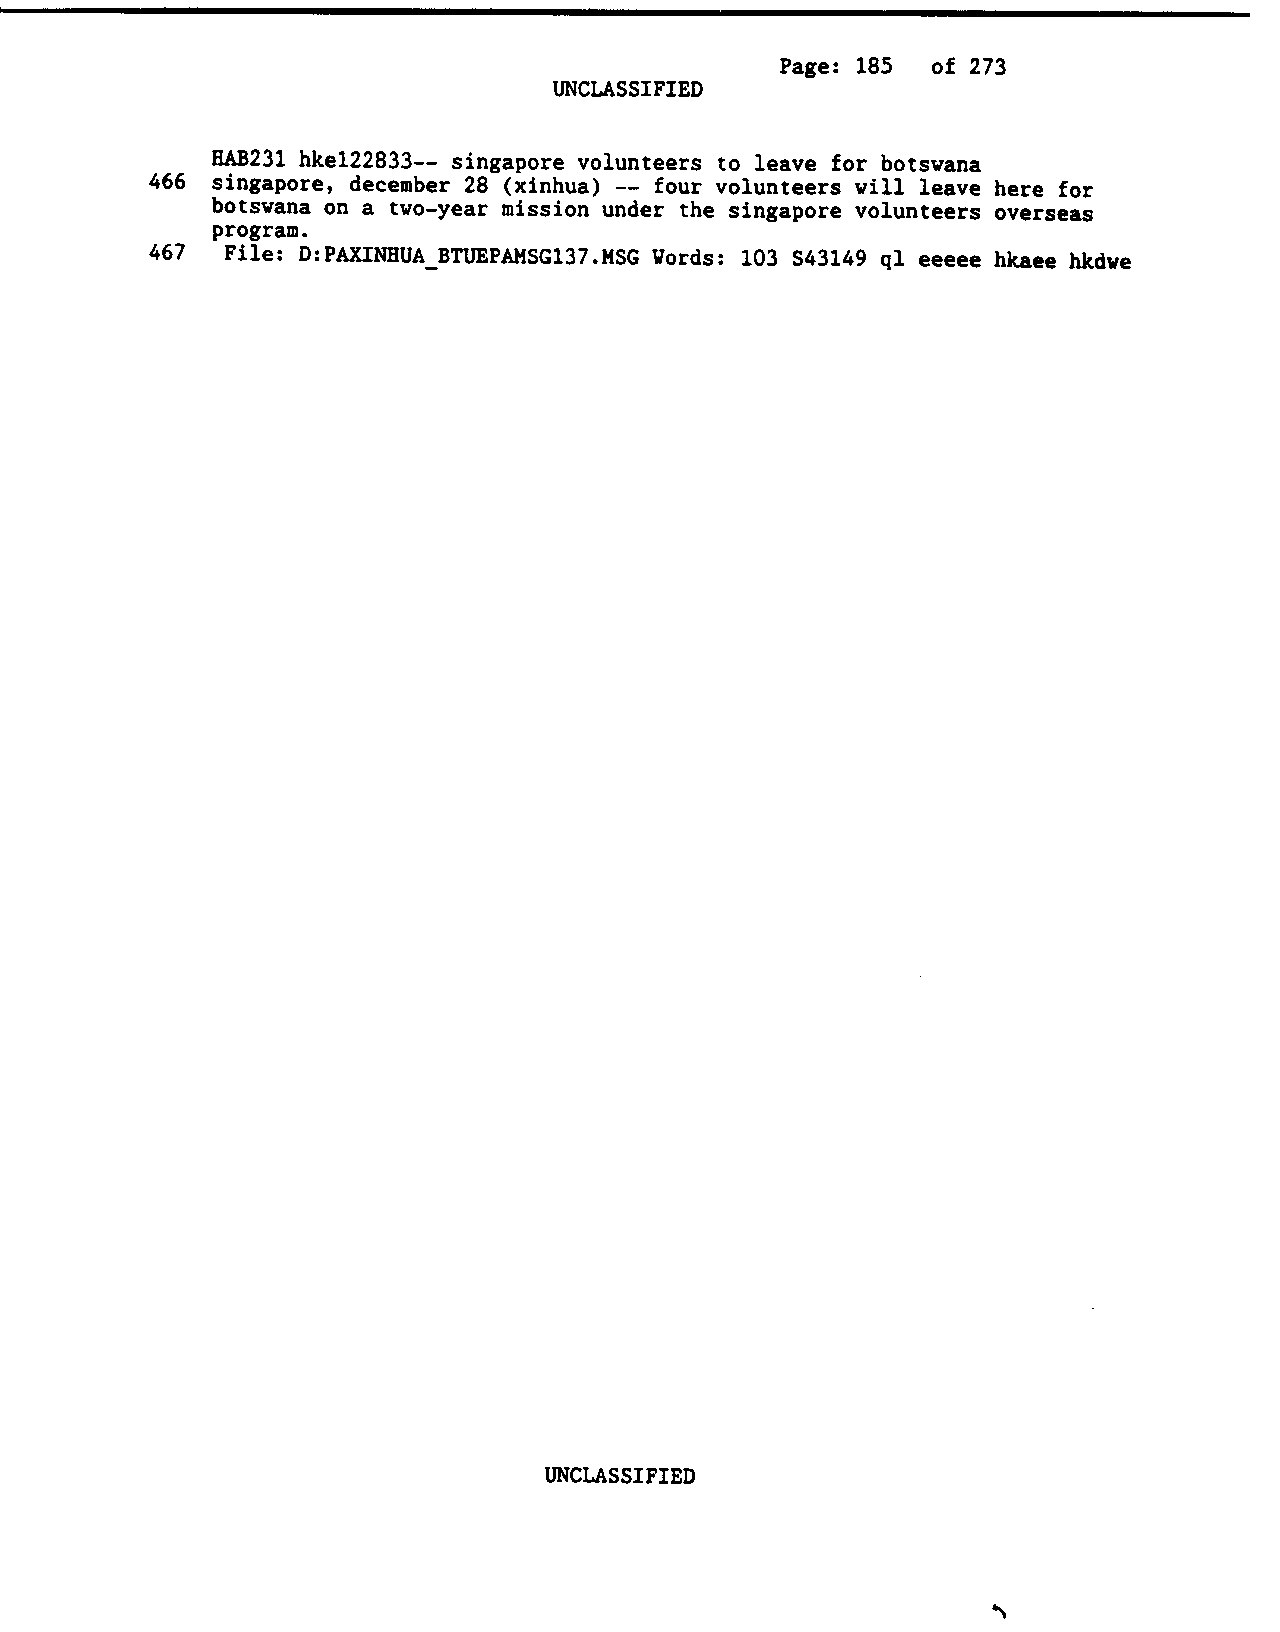 Page: 185 of 273
UNCLASSIFIED
HAB231 hke122833-- singapore volunteers to leave for botswana
466 singapore, december 28 (xinhua) -- four volunteers will leave here for
botswana on a two-year mission under the singapore volunteers overseas
program.
467 File: D:PAXINHUA_BTUEPAMSG137.MSG Words: 103 S43149 ql eeeee hkaee hkdwe
UNCLASSIFIED